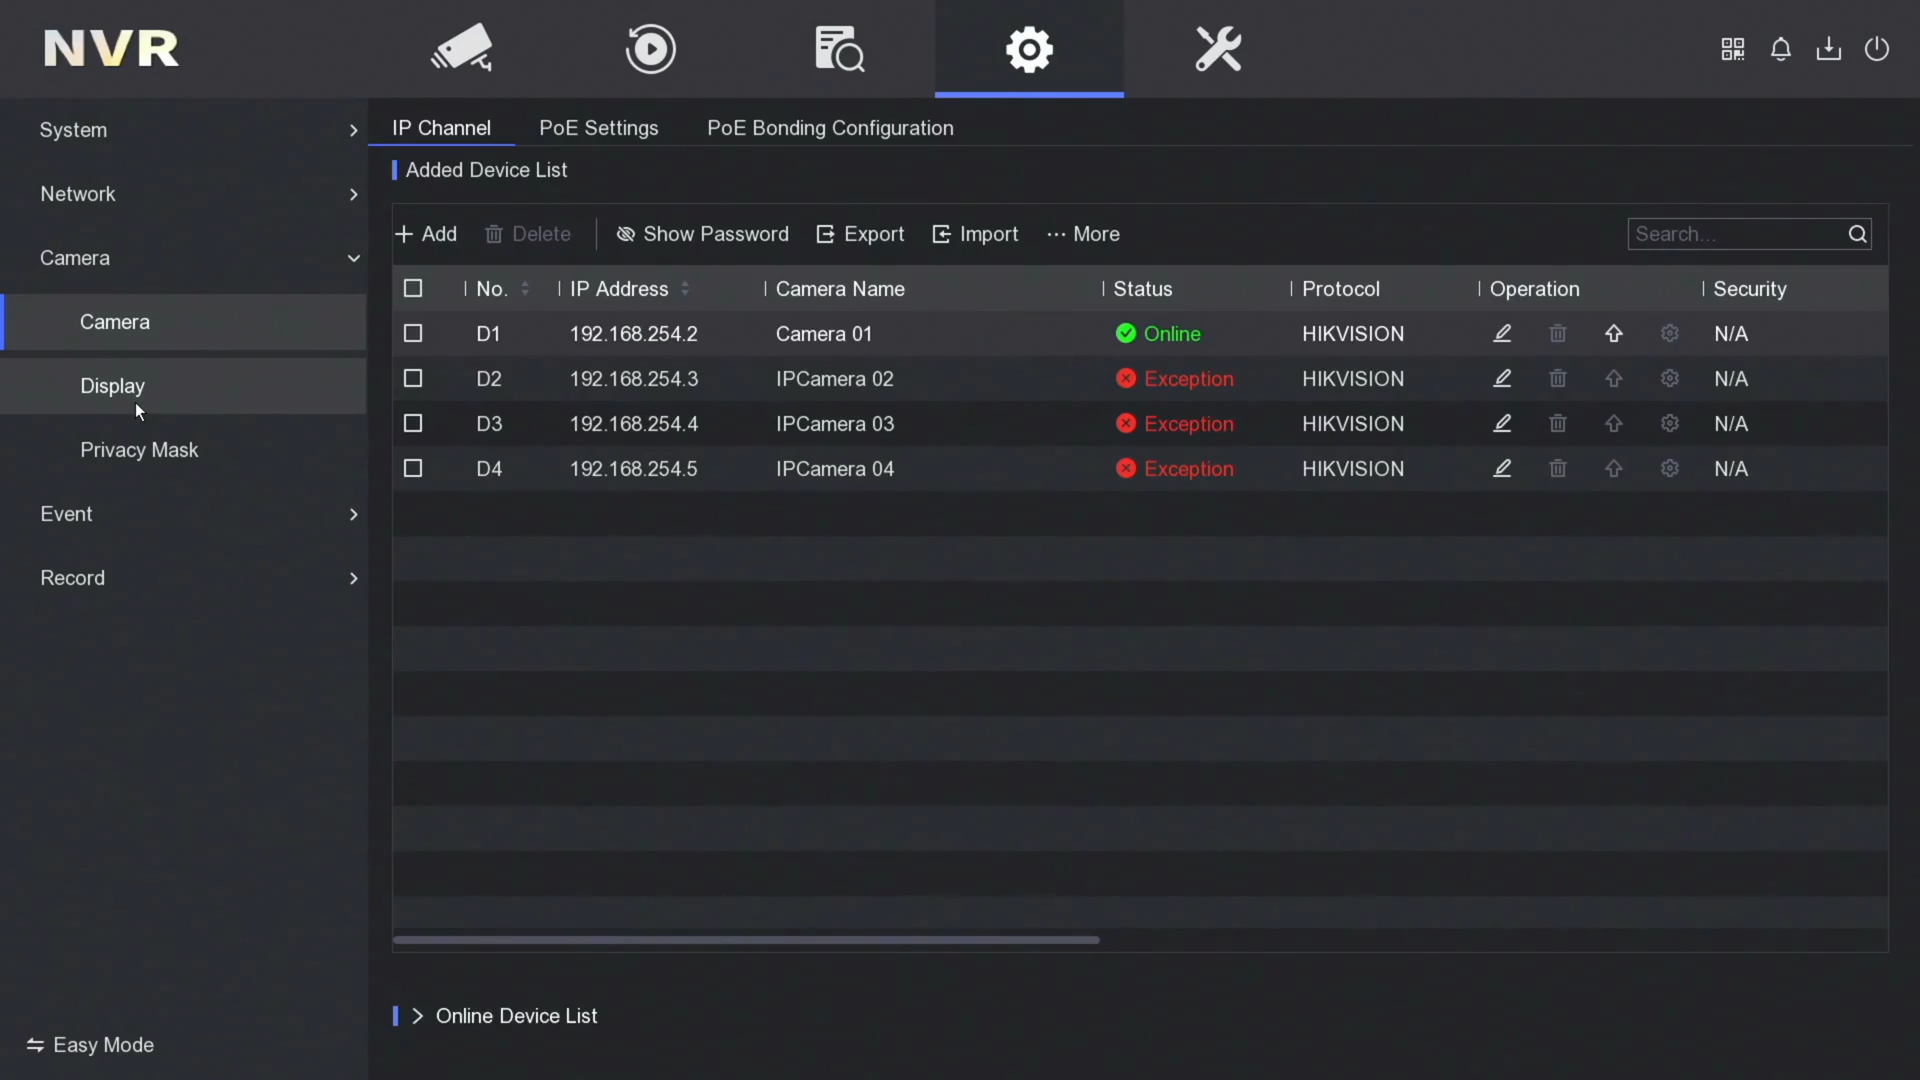 NVR
System
Network
Camera
Camera
Display
Privacy Mask
Event
Record
Easy Mode
IP Channel PoE Settings PoE Bonding Configuration
Added Device List
Add Delete Show Password Export Import More Search...
No. IP Address Camera Name Status Protocol Operation Security
D1 192.168.254.2 Camera 01 Online HIKVISION N/A
D2 192.168.254.3 IPCamera 02 Exception HIKVISION N/A
D3 192.168.254.4 IPCamera 03 Exception HIKVISION N/A
D4 192.168.254.5 IPCamera 04 Exception HIKVISION N/A
Online Device List